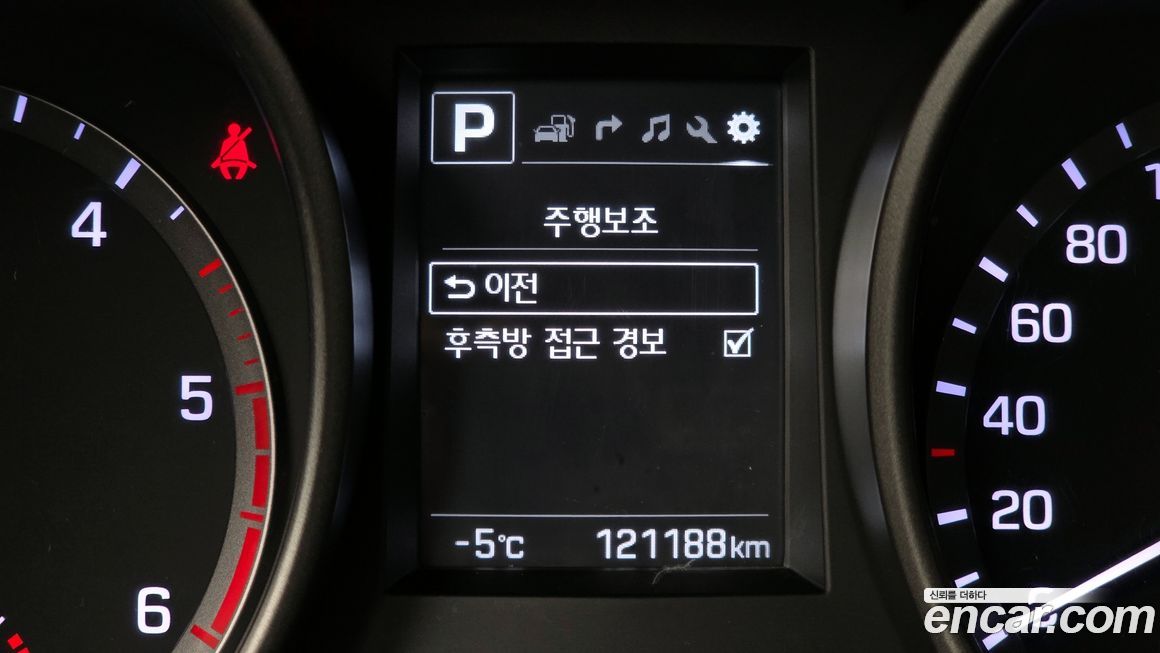 P
주행보조
이전
후측방 접근 경보
-5℃ 121188km
4
5
6
80
60
40
20
신뢰를 더하다
encar.com